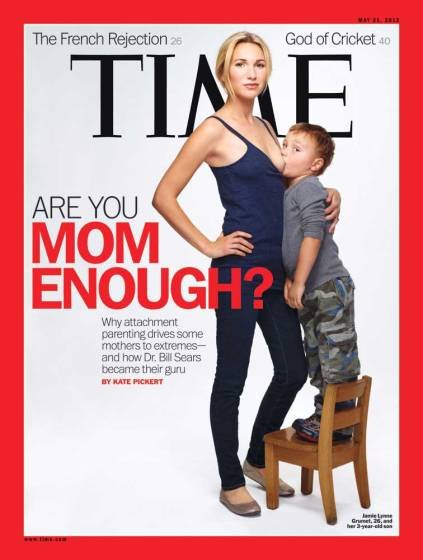 MAY 21, 2012
The French Rejection 26
God of Cricket 40
TIME
ARE YOU
MOM
ENOUGH?
Why attachment
parenting drives some
mothers to extremes—
and how Dr. Bill Sears
became their guru
BY KATE PICKERT
Jamie Lynne
Grumet, 26, and
her 3-year-old son
www.time.com